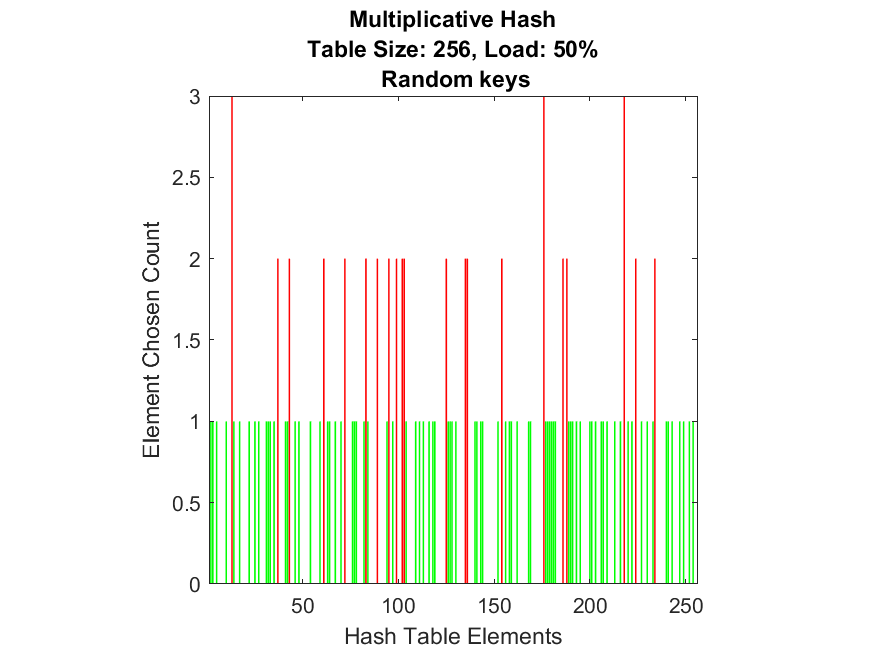 Multiplicative Hash
Table Size: 256, Load: 50%
Random keys
3
2.5
2
1.5
1
0.5
0
Element Chosen Count
50 100 150 200 250
Hash Table Elements